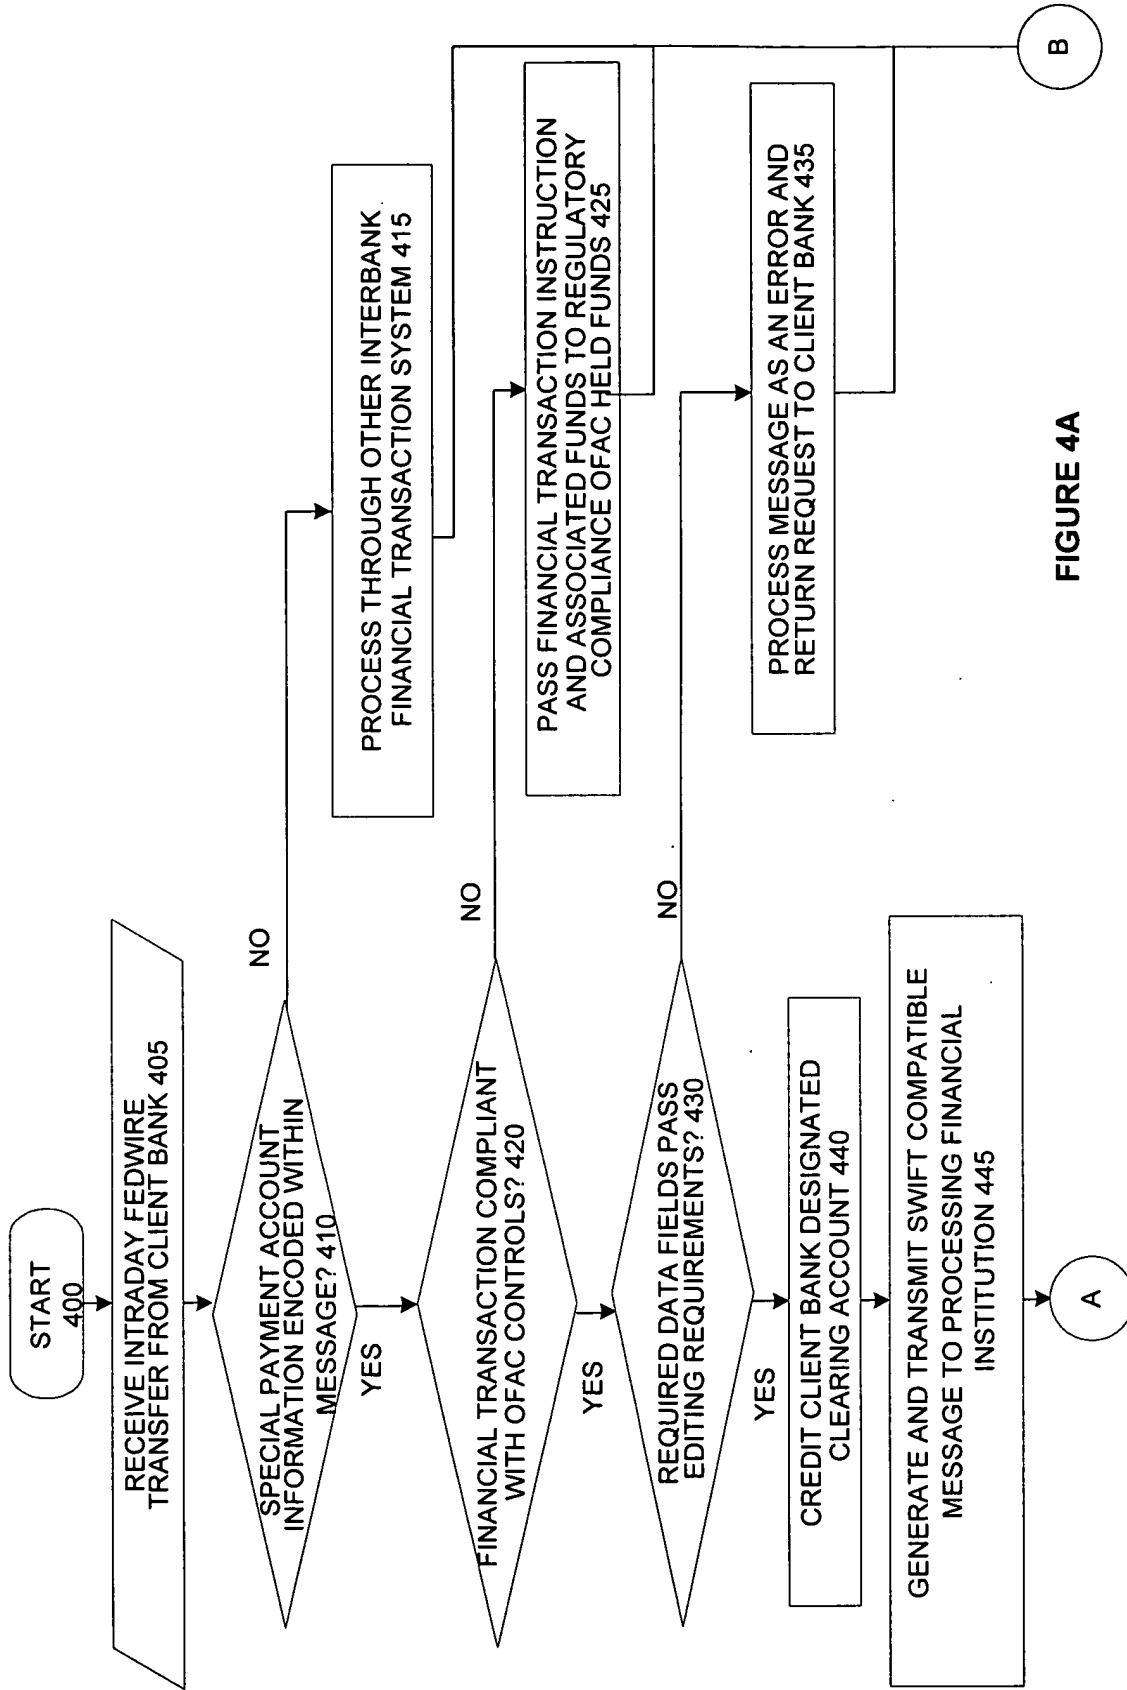 START
400
RECEIVE INTRADAY FEDWIRE
TRANSFER FROM CLIENT BANK 405
SPECIAL PAYMENT ACCOUNT
INFORMATION ENCODED WITHIN
MESSAGE? 410
NO
YES
PROCESS THROUGH OTHER INTERBANK
FINANCIAL TRANSACTION SYSTEM 415
FINANCIAL TRANSACTION COMPLIANT
WITH OFAC CONTROLS? 420
NO
YES
PASS FINANCIAL TRANSACTION INSTRUCTION
AND ASSOCIATED FUNDS TO REGULATORY
COMPLIANCE OFAC HELD FUNDS 425
REQUIRED DATA FIELDS PASS
EDITING REQUIREMENTS? 430
NO
YES
PROCESS MESSAGE AS AN ERROR AND
RETURN REQUEST TO CLIENT BANK 435
CREDIT CLIENT BANK DESIGNATED
CLEARING ACCOUNT 440
GENERATE AND TRANSMIT SWIFT COMPATIBLE
MESSAGE TO PROCESSING FINANCIAL
INSTITUTION 445
A
B
FIGURE 4A